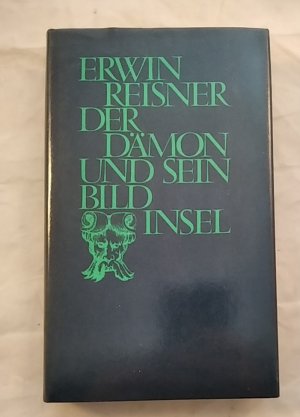 ERWIN
REISNER
DER
DÄMON
UND SEIN
BILD
INSEL